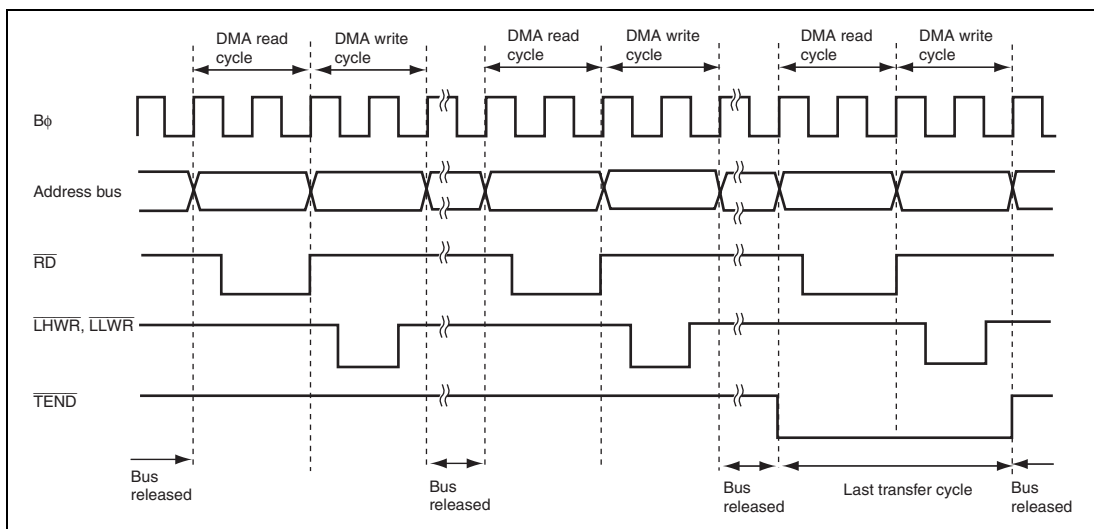 DMA read
cycle
DMA write
cycle
DMA read
cycle
DMA write
cycle
DMA read
cycle
DMA write
cycle
Bϕ
Address bus
RD
LHWR, LLWR
TEND
Bus
released
Bus
released
Bus
released
Last transfer cycle
Bus
released